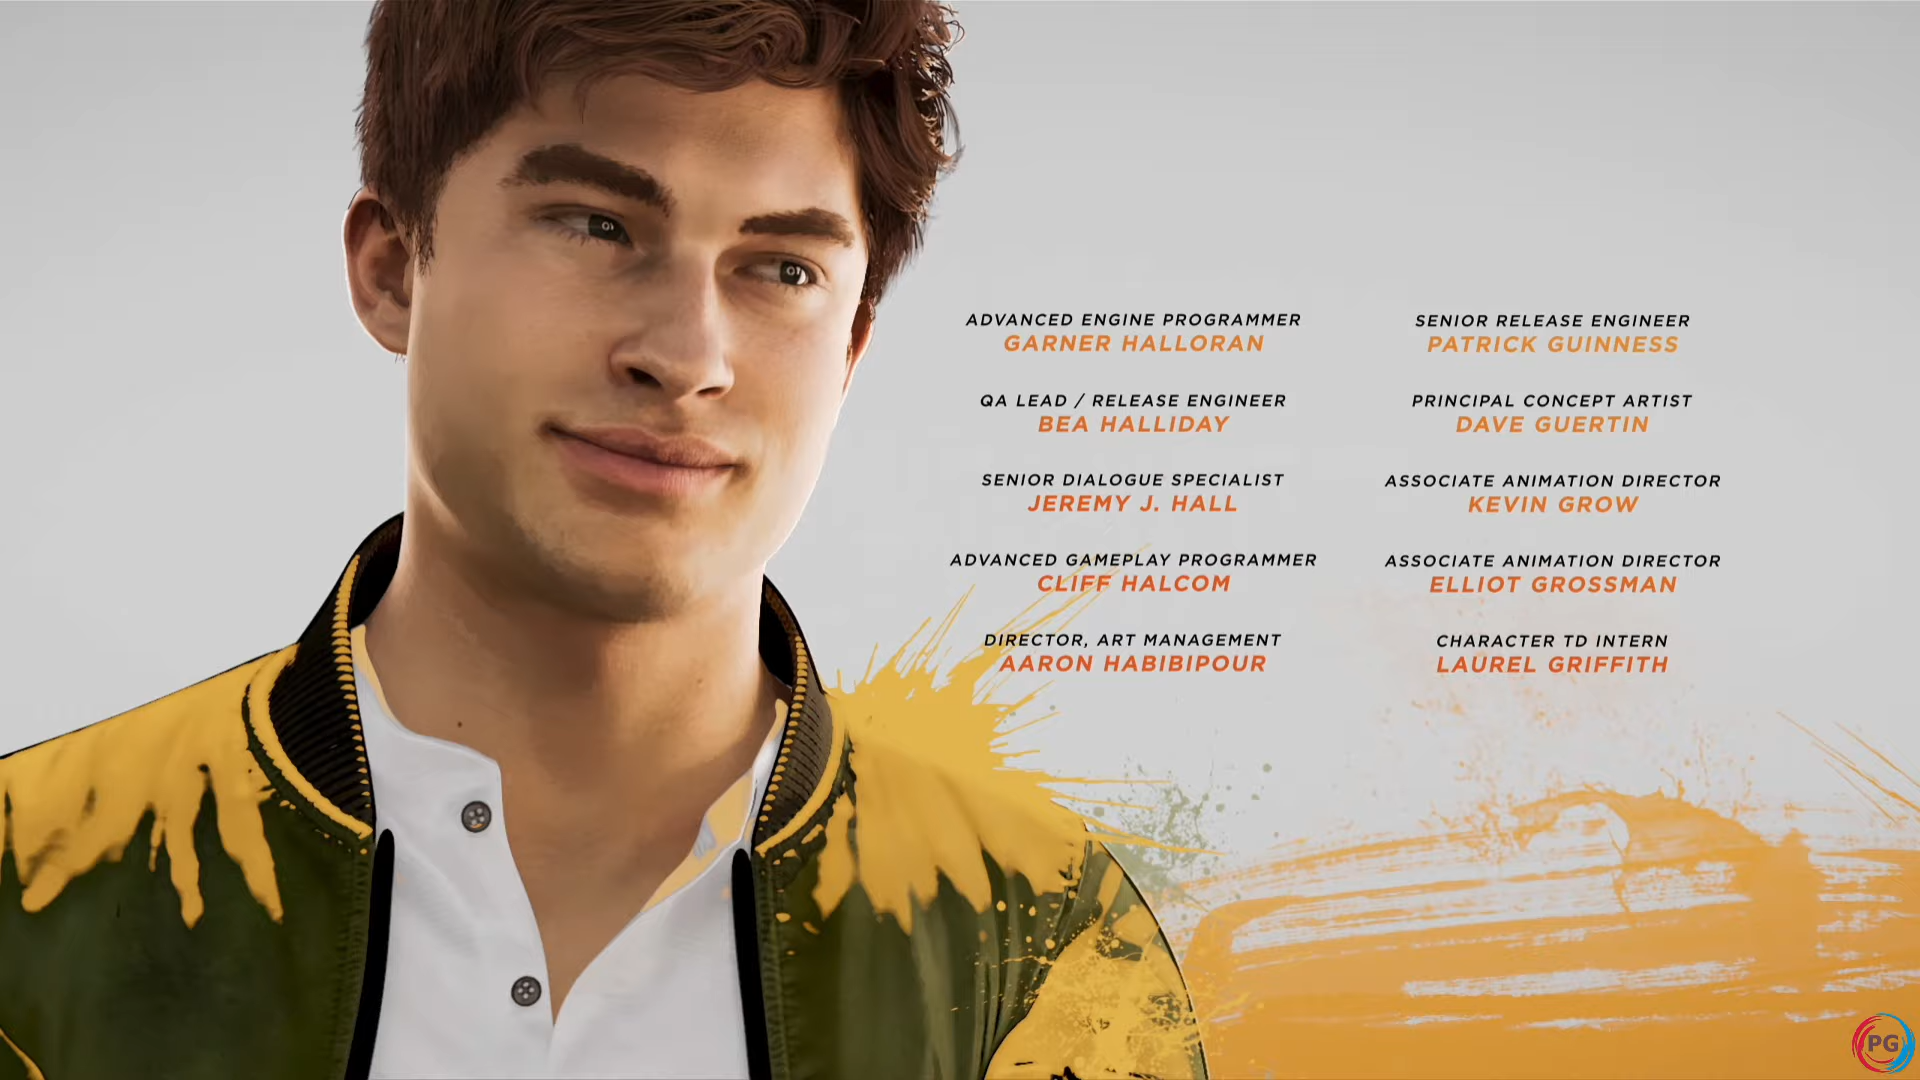 ADVANCED ENGINE PROGRAMMER
GARNER HALLORAN
QA LEAD / RELEASE ENGINEER
BEA HALLIDAY
SENIOR DIALOGUE SPECIALIST
JEREMY J. HALL
ADVANCED GAMEPLAY PROGRAMMER
CLIFF HALCOM
DIRECTOR, ART MANAGEMENT
AARON HABIBIPOUR
SENIOR RELEASE ENGINEER
PATRICK GUINNESS
PRINCIPAL CONCEPT ARTIST
DAVE GUERTIN
ASSOCIATE ANIMATION DIRECTOR
KEVIN GROW
ASSOCIATE ANIMATION DIRECTOR
ELLIOT GROSSMAN
CHARACTER TD INTERN
LAUREL GRIFFITH
PG